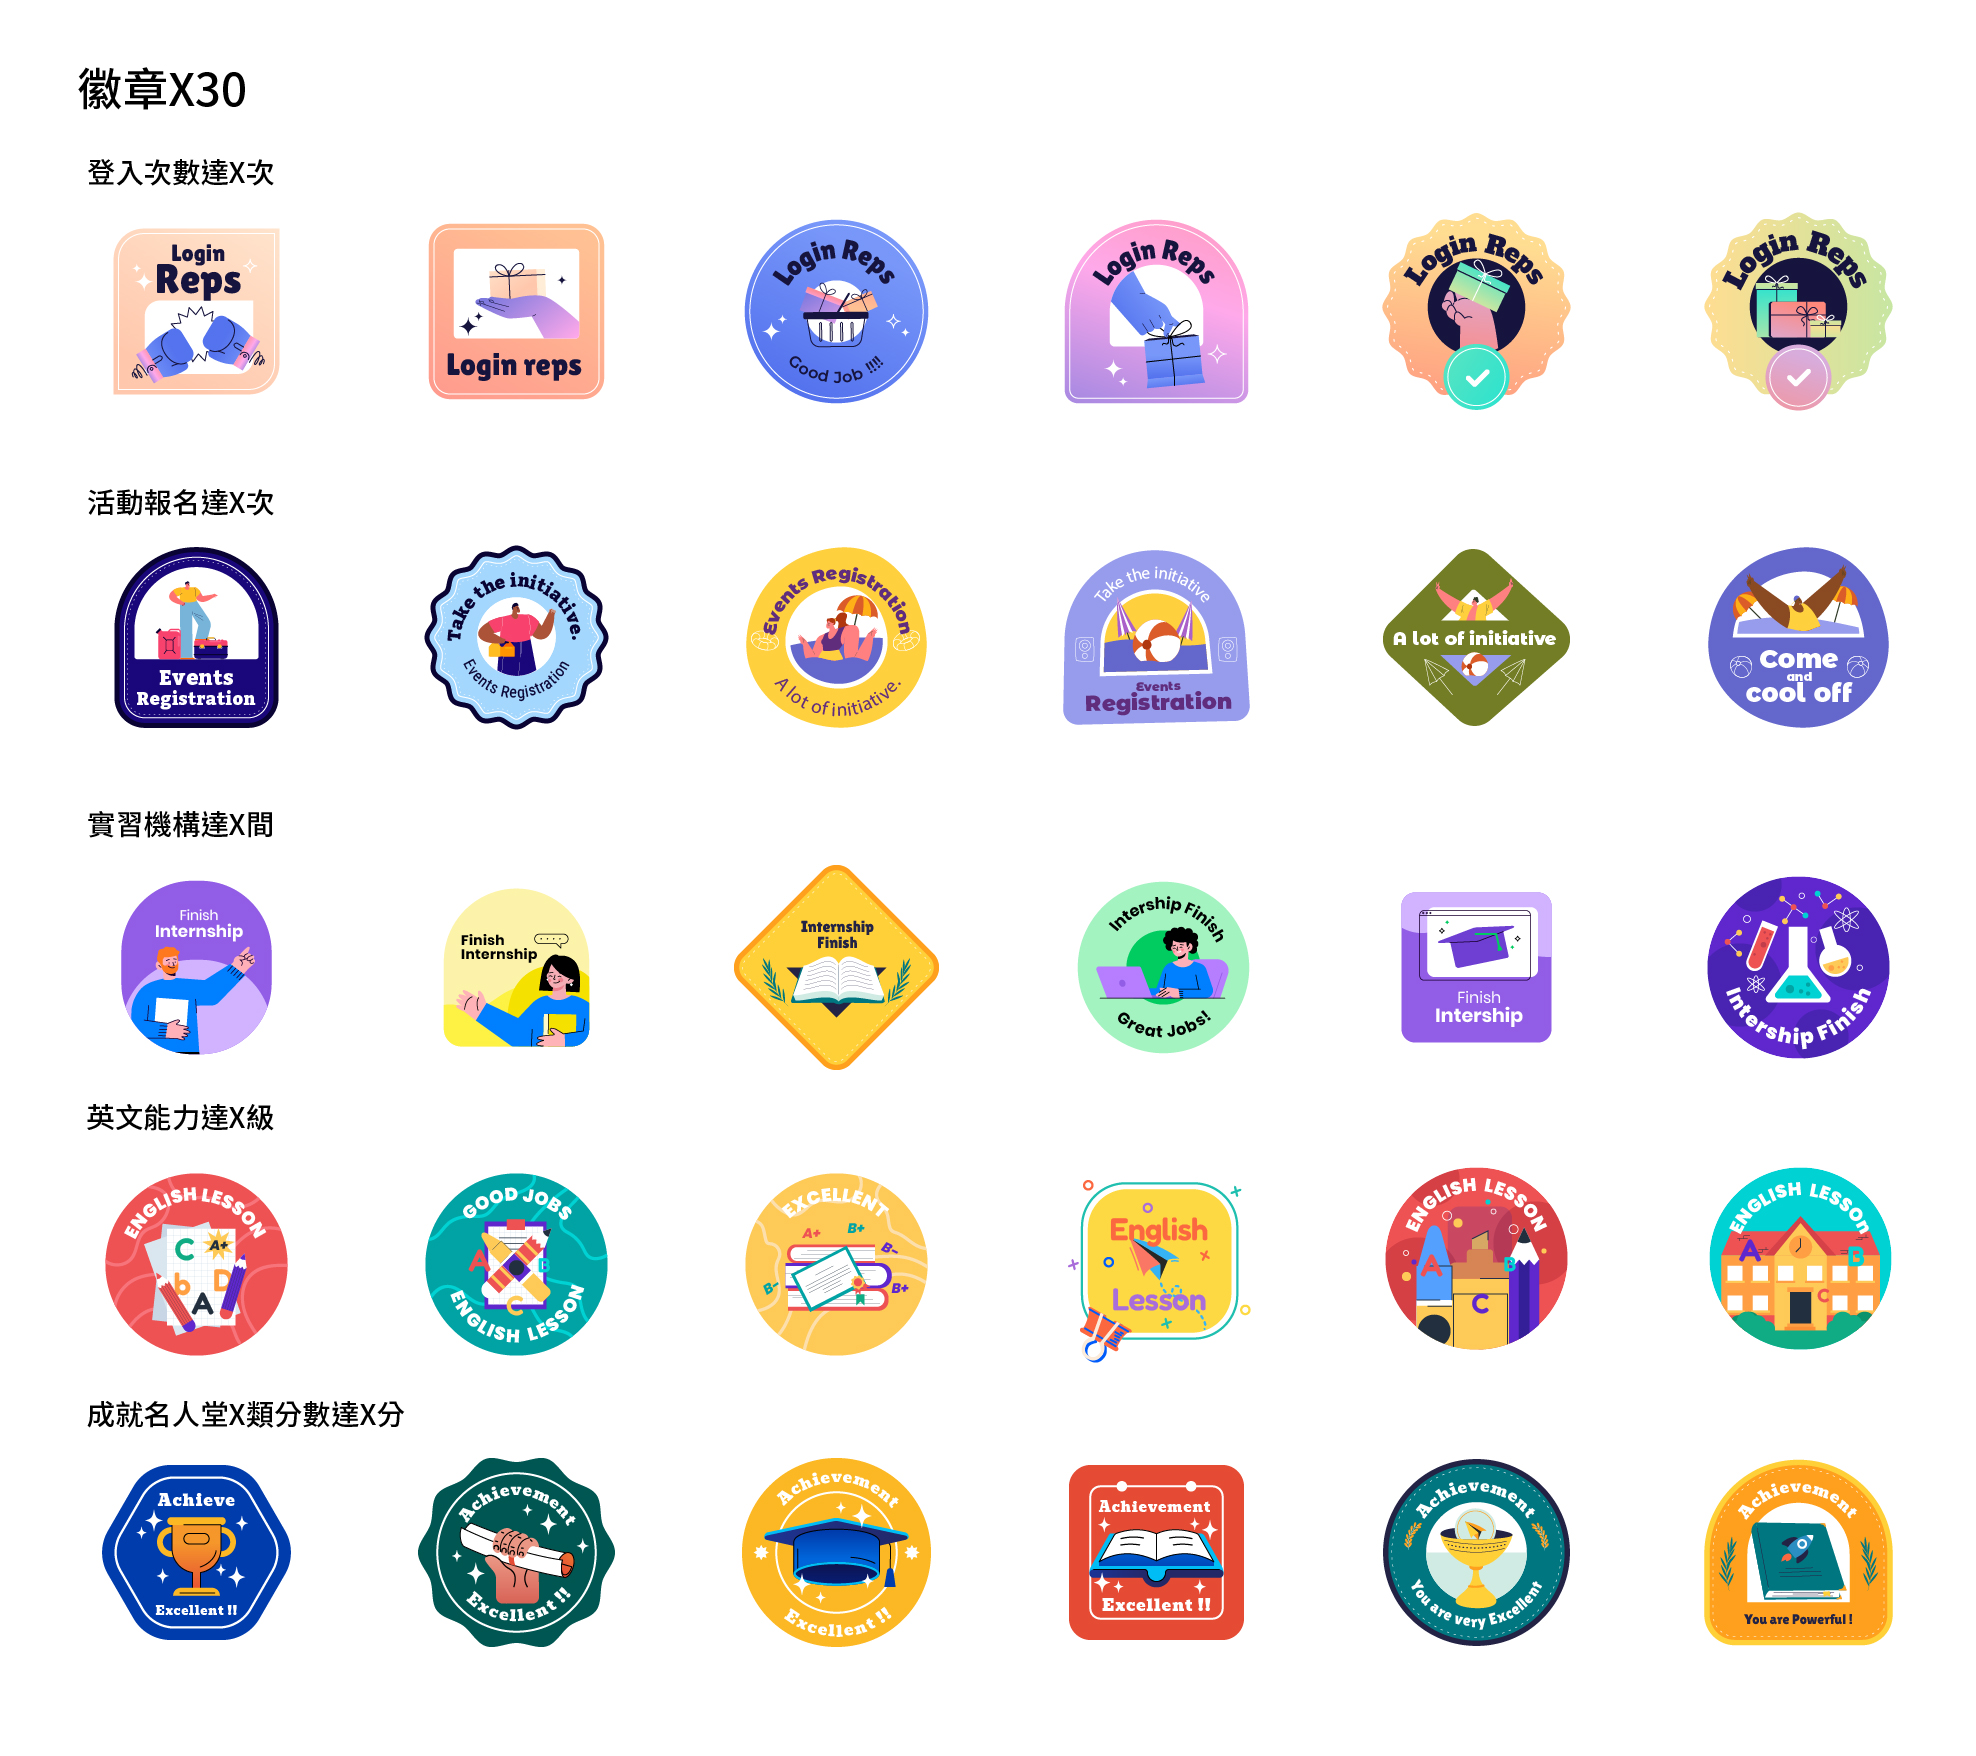 徽章X30
登入次數達X次
Login
Reps
Login reps
Login Reps
Good Job !!!!
Login Reps
Login Reps
Login Reps
活動報名達X次
Events
Registration
Take the initiative.
Events Registration
Events Registration
A lot of initiative.
Take the initiative
Events
Registration
A lot of initiative
Come
and
cool off
實習機構達X間
Finish
Internship
Finish
Internship
Internship
Finish
Intership Finish
Great Jobs!
Finish
Intership
Intership Finish
英文能力達X級
ENGLISH LESSON
C
A+
b
D
A
GOOD JOBS
A
B
C
ENGLISH LESSON
EXCELLENT
A+
B+
B-
B-
B+
English
Lesson
ENGLISH LESSON
A
B
C
ENGLISH LESSON
A
B
C
成就名人堂X類分數達X分
Achieve
Excellent !!
Achievement
Excellent !!
Achievement
Excellent !!
Achievement
Excellent !!
Achievement
You are very Excellent
Achievement
You are Powerful !